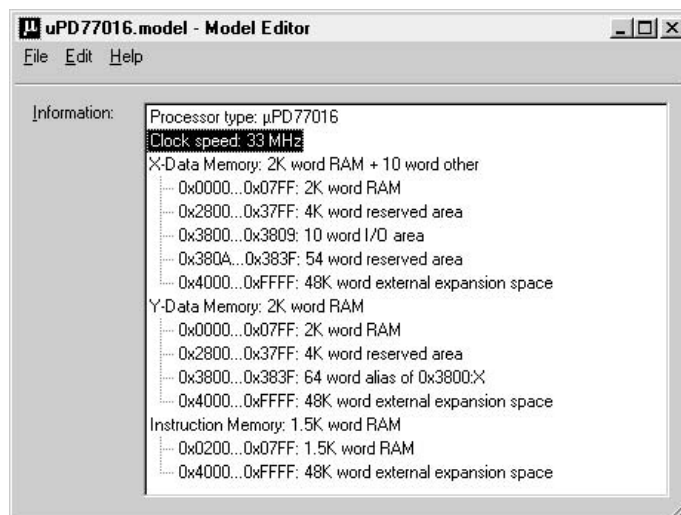 µ uPD77016.model - Model Editor
File Edit Help
Information:
Processor type: µPD77016
Clock speed: 33 MHz
X-Data Memory: 2K word RAM + 10 word other
0x0000...0x07FF: 2K word RAM
0x2800...0x37FF: 4K word reserved area
0x3800...0x3809: 10 word I/O area
0x380A...0x383F: 54 word reserved area
0x4000...0xFFFF: 48K word external expansion space
Y-Data Memory: 2K word RAM
0x0000...0x07FF: 2K word RAM
0x2800...0x37FF: 4K word reserved area
0x3800...0x383F: 64 word alias of 0x3800:X
0x4000...0xFFFF: 48K word external expansion space
Instruction Memory: 1.5K word RAM
0x0200...0x07FF: 1.5K word RAM
0x4000...0xFFFF: 48K word external expansion space